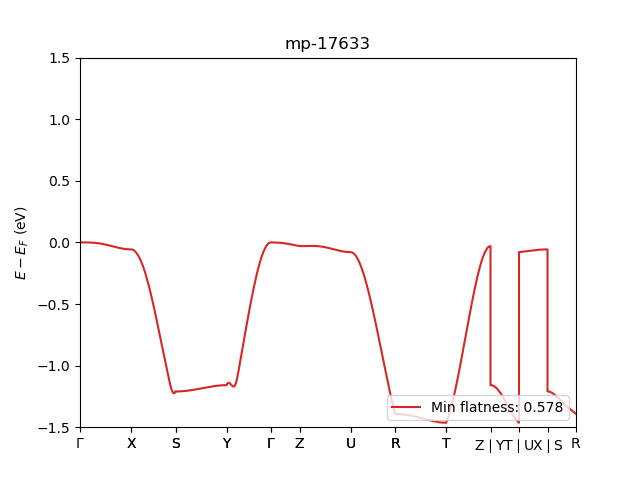 mp-17633
1.5
1.0
0.5
0.0
−0.5
−1.0
−1.5
E − E_F (eV)
Min flatness: 0.578
Γ X S Y Γ Z U R T Z | YT | UX | S R